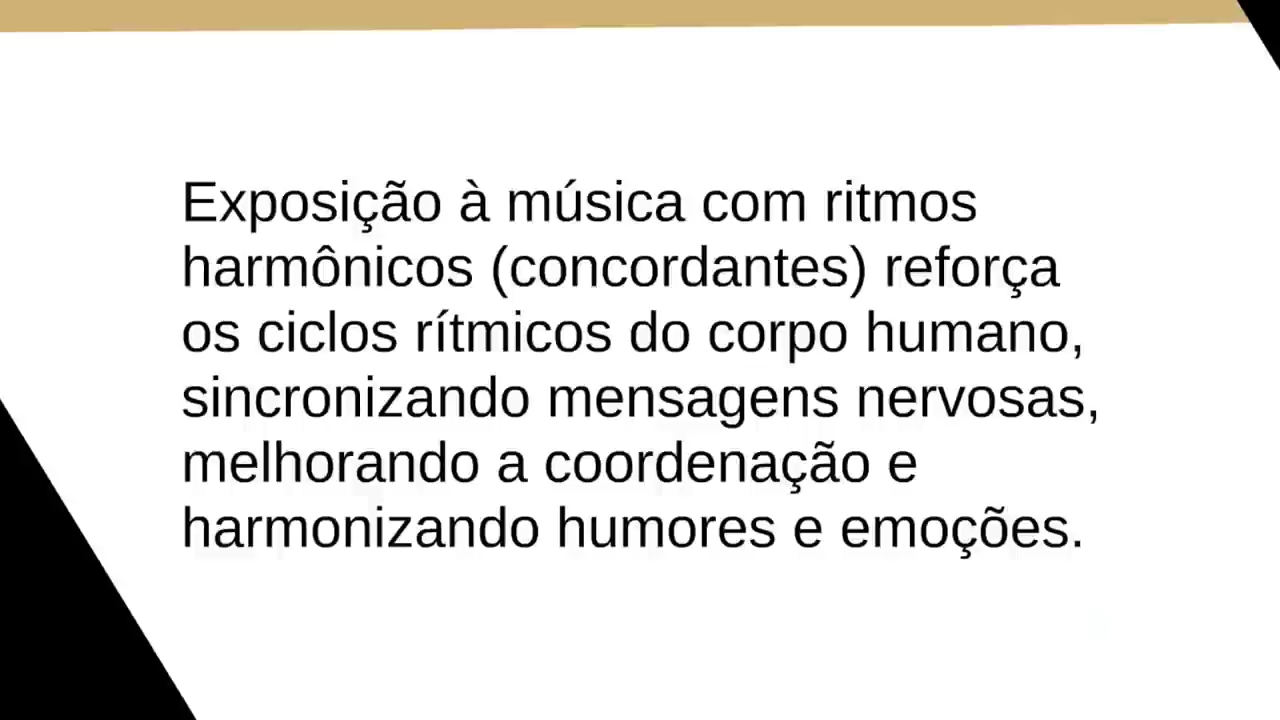 Exposição à música com ritmos
harmônicos (concordantes) reforça
os ciclos rítmicos do corpo humano,
sincronizando mensagens nervosas,
melhorando a coordenação e
harmonizando humores e emoções.